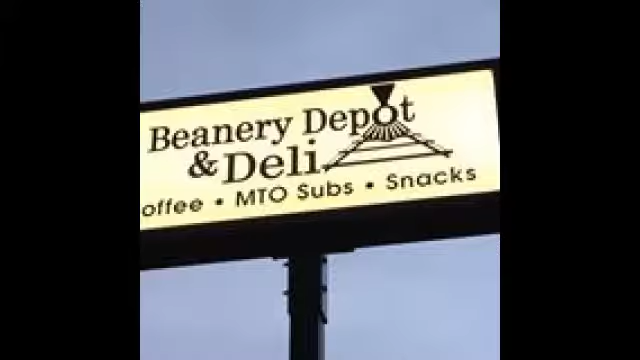 Beanery Depot
& Deli
offee • MTO Subs • Snacks